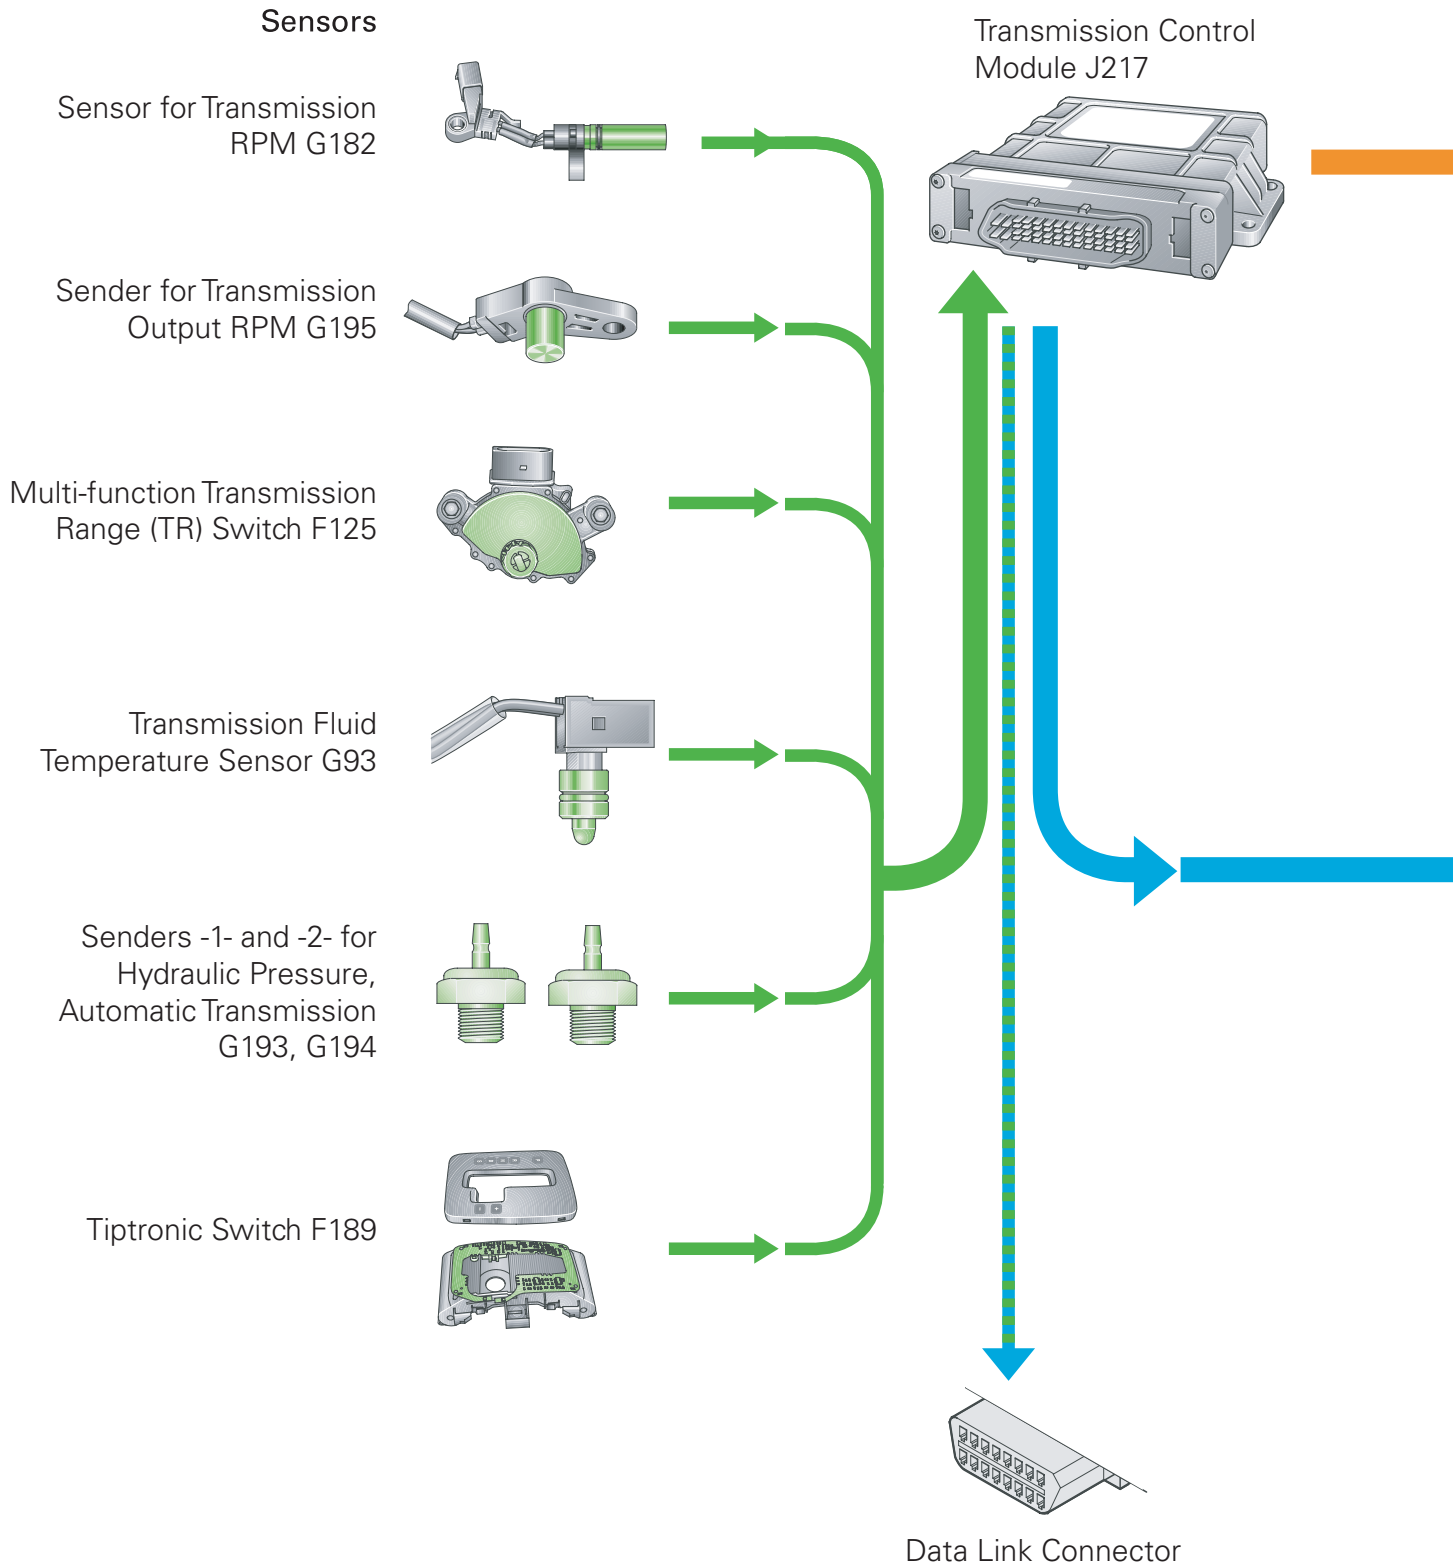 Sensors
Sensor for Transmission
RPM G182
Sender for Transmission
Output RPM G195
Multi-function Transmission
Range (TR) Switch F125
Transmission Fluid
Temperature Sensor G93
Senders -1- and -2- for
Hydraulic Pressure,
Automatic Transmission
G193, G194
Tiptronic Switch F189
Transmission Control
Module J217
Data Link Connector